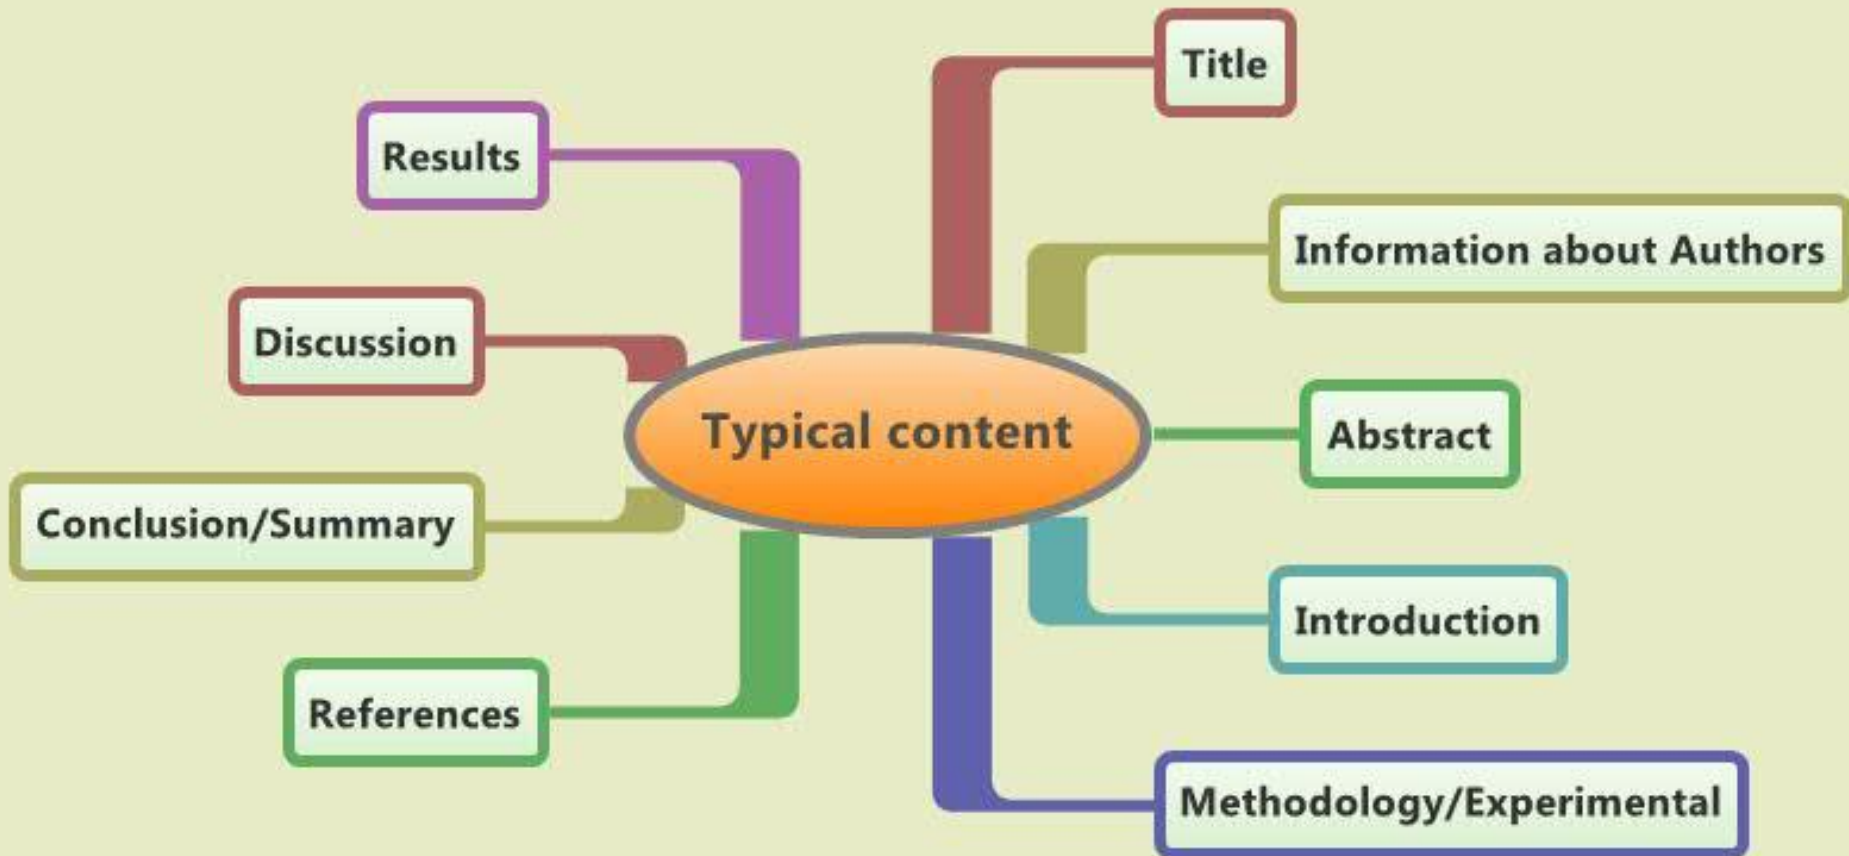 Typical content
Title
Information about Authors
Abstract
Introduction
Methodology/Experimental
Results
Discussion
Conclusion/Summary
References